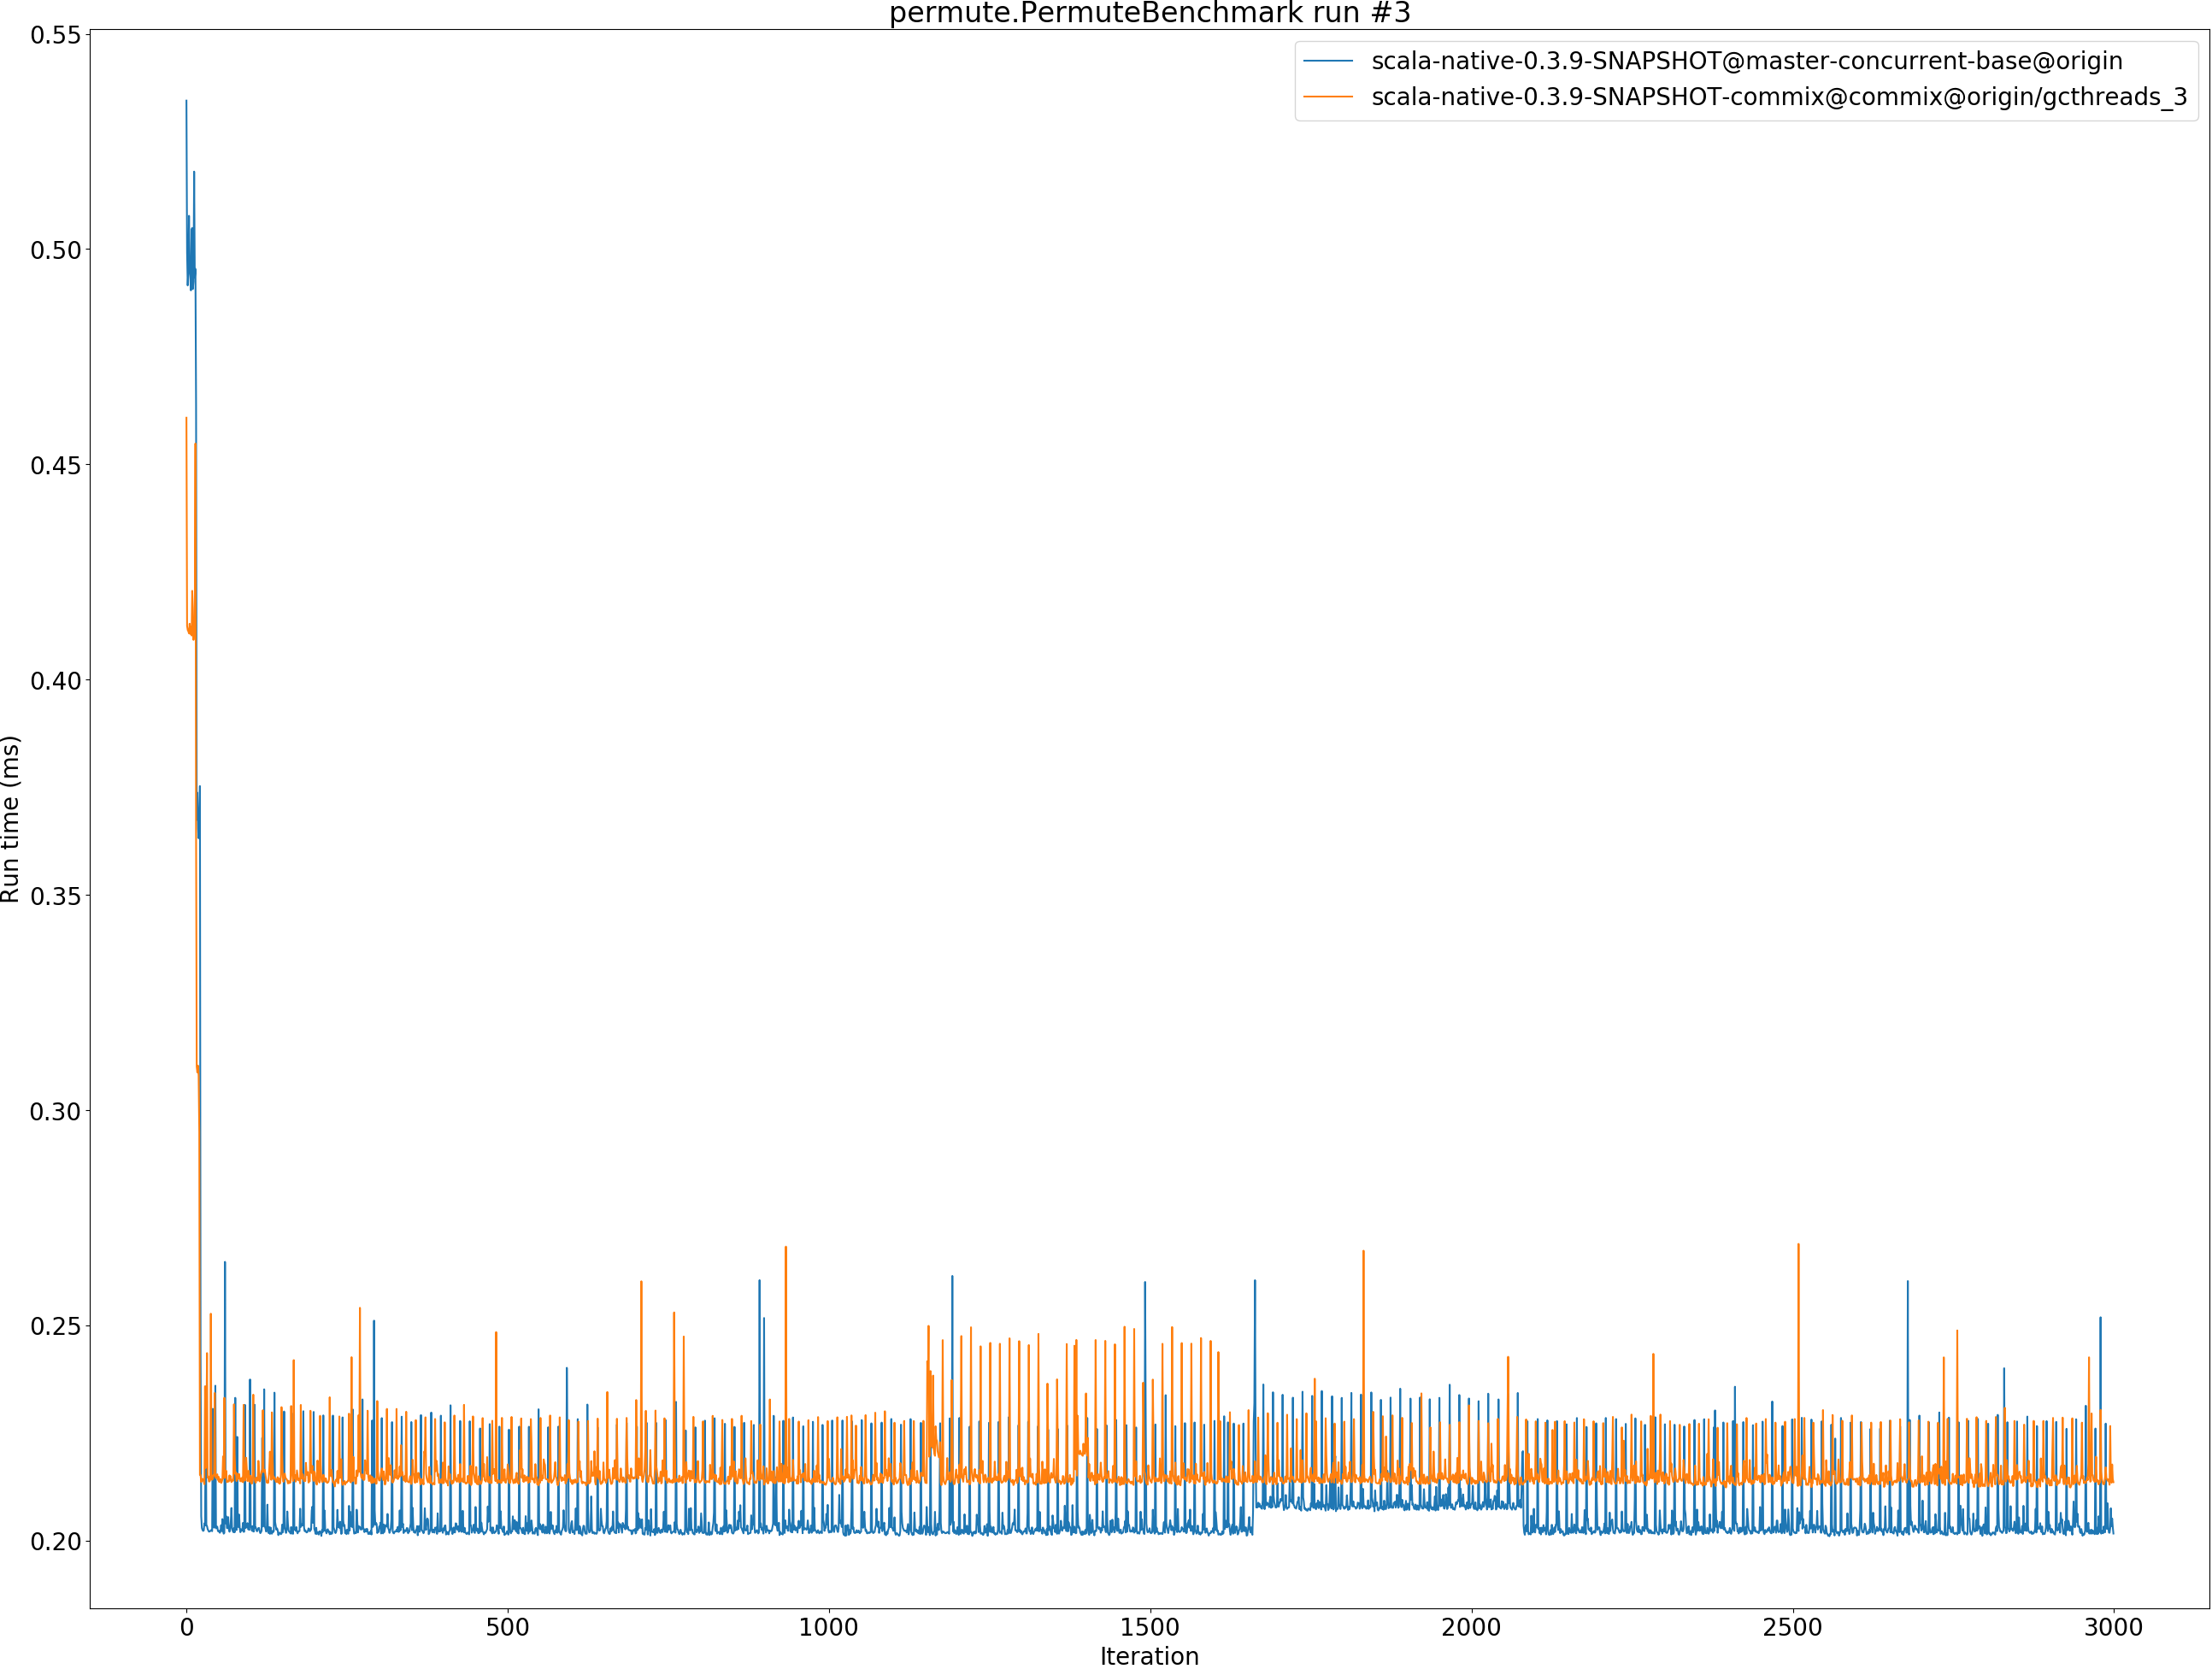 permute.PermuteBenchmark run #3
scala-native-0.3.9-SNAPSHOT@master-concurrent-base@origin
scala-native-0.3.9-SNAPSHOT-commix@commix@origin/gcthreads_3
Run time (ms)
0.55
0.50
0.45
0.40
0.35
0.30
0.25
0.20
0 500 1000 1500 2000 2500 3000
Iteration